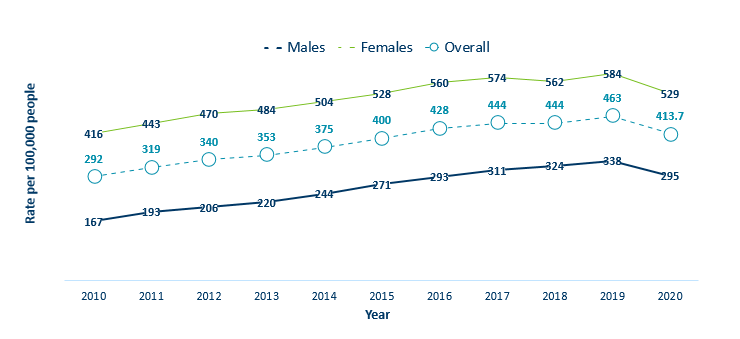 Males Females Overall
Rate per 100,000 people
416 443 470 484 504 528 560 574 562 584 529
292 319 340 353 375 400 428 444 444 463 413.7
167 193 206 220 244 271 293 311 324 338 295
2010 2011 2012 2013 2014 2015 2016 2017 2018 2019 2020
Year